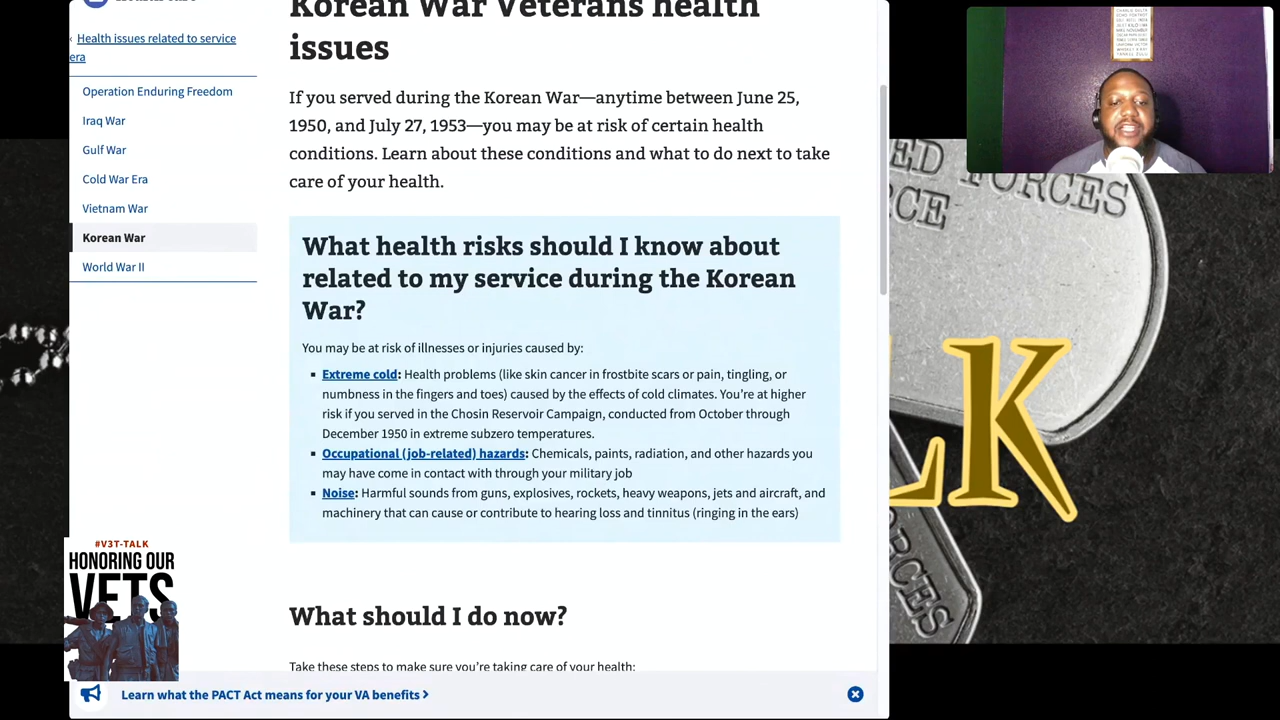 Korean War Veterans health
issues
‹ Health issues related to service
era
Operation Enduring Freedom
Iraq War
Gulf War
Cold War Era
Vietnam War
Korean War
World War II
If you served during the Korean War—anytime between June 25,
1950, and July 27, 1953—you may be at risk of certain health
conditions. Learn about these conditions and what to do next to take
care of your health.
What health risks should I know about
related to my service during the Korean
War?
You may be at risk of illnesses or injuries caused by:
▪ Extreme cold: Health problems (like skin cancer in frostbite scars or pain, tingling, or
numbness in the fingers and toes) caused by the effects of cold climates. You’re at higher
risk if you served in the Chosin Reservoir Campaign, conducted from October through
December 1950 in extreme subzero temperatures.
▪ Occupational (job-related) hazards: Chemicals, paints, radiation, and other hazards you
may have come in contact with through your military job
▪ Noise: Harmful sounds from guns, explosives, rockets, heavy weapons, jets and aircraft, and
machinery that can cause or contribute to hearing loss and tinnitus (ringing in the ears)
What should I do now?
Take these steps to make sure you’re taking care of your health:
Learn what the PACT Act means for your VA benefits ›
#V3T-TALK
HONORING OUR
VETS
ED FORCES
RCE
LK
RCES